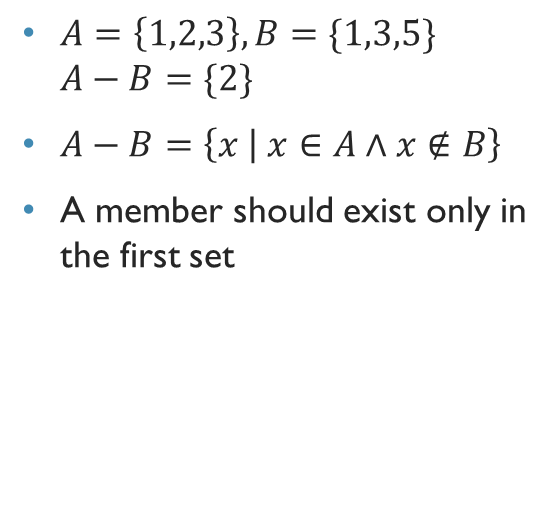 • A = {1,2,3}, B = {1,3,5}
A − B = {2}
• A − B = {x | x ∈ A ∧ x ∉ B}
• A member should exist only in
the first set